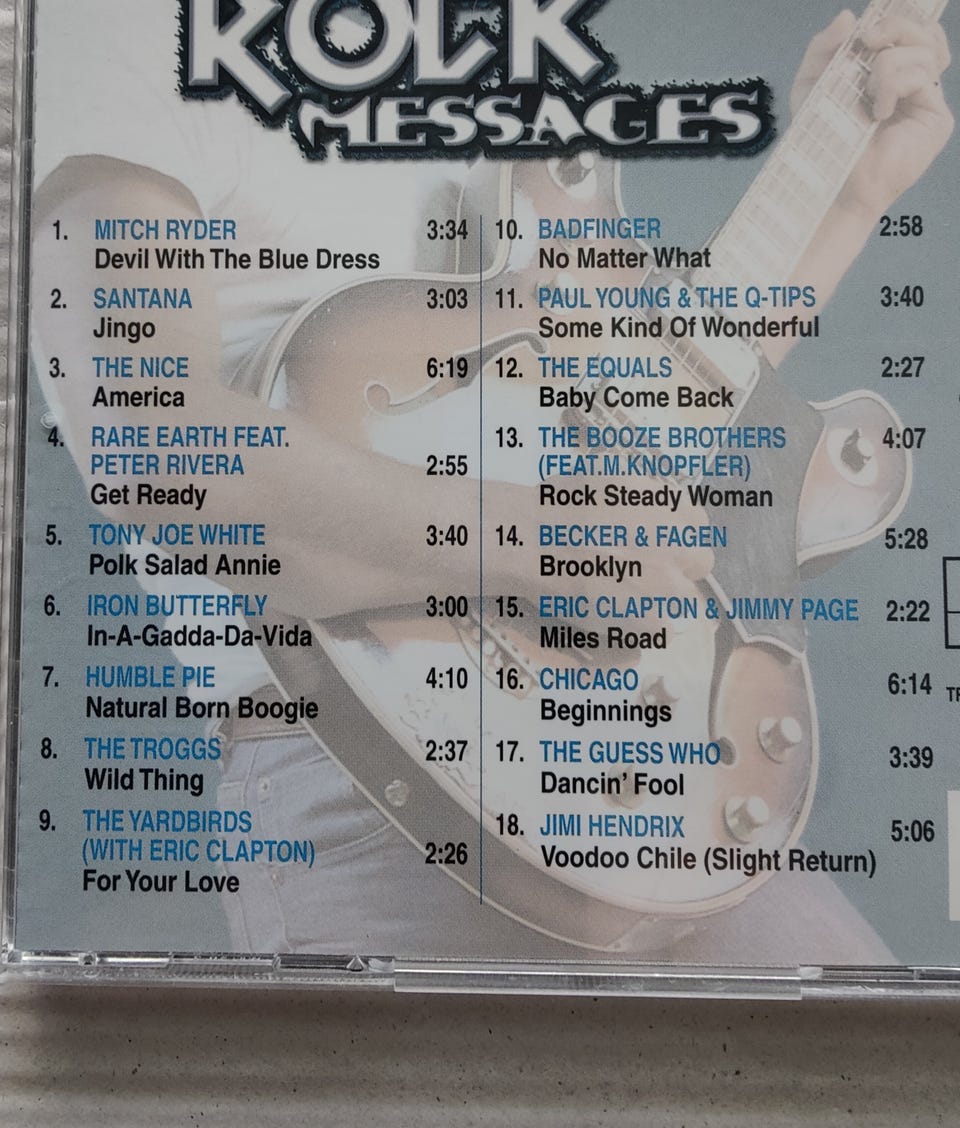 ROCK
MESSAGES
1. MITCH RYDER 3:34
Devil With The Blue Dress
2. SANTANA 3:03
Jingo
3. THE NICE 6:19
America
4. RARE EARTH FEAT.
PETER RIVERA 2:55
Get Ready
5. TONY JOE WHITE 3:40
Polk Salad Annie
6. IRON BUTTERFLY 3:00
In-A-Gadda-Da-Vida
7. HUMBLE PIE 4:10
Natural Born Boogie
8. THE TROGGS 2:37
Wild Thing
9. THE YARDBIRDS
(WITH ERIC CLAPTON) 2:26
For Your Love
10. BADFINGER 2:58
No Matter What
11. PAUL YOUNG & THE Q-TIPS 3:40
Some Kind Of Wonderful
12. THE EQUALS 2:27
Baby Come Back
13. THE BOOZE BROTHERS 4:07
(FEAT.M.KNOPFLER)
Rock Steady Woman
14. BECKER & FAGEN 5:28
Brooklyn
15. ERIC CLAPTON & JIMMY PAGE 2:22
Miles Road
16. CHICAGO 6:14
Beginnings
17. THE GUESS WHO 3:39
Dancin' Fool
18. JIMI HENDRIX 5:06
Voodoo Chile (Slight Return)